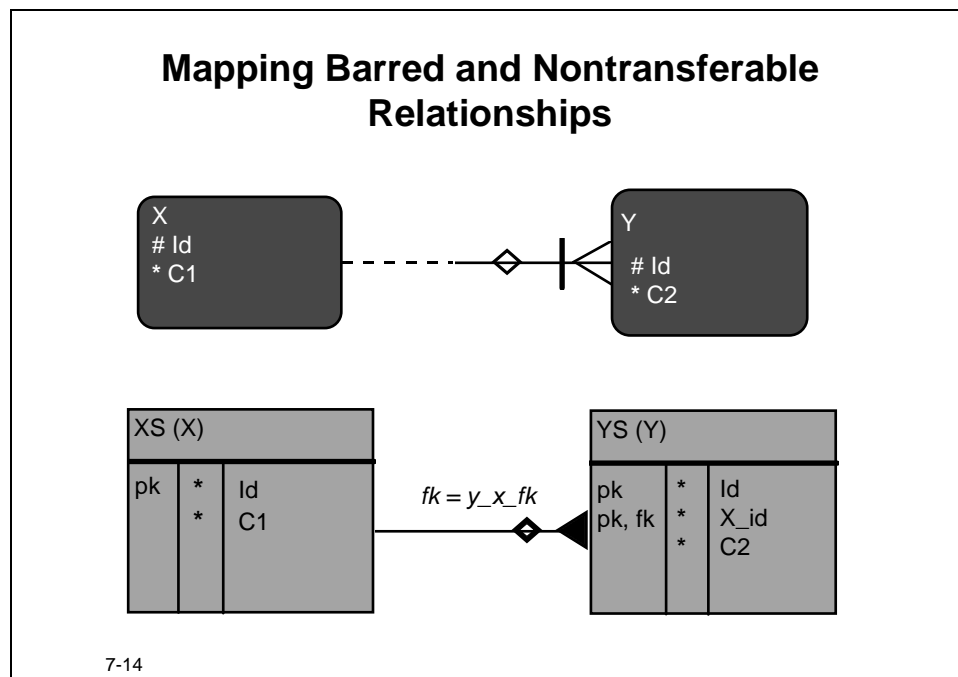 Mapping Barred and Nontransferable
Relationships
X
# Id
* C1
Y
# Id
* C2
XS (X)
pk * Id
* C1
fk = y_x_fk
YS (Y)
pk * Id
pk, fk * X_id
* C2
7-14